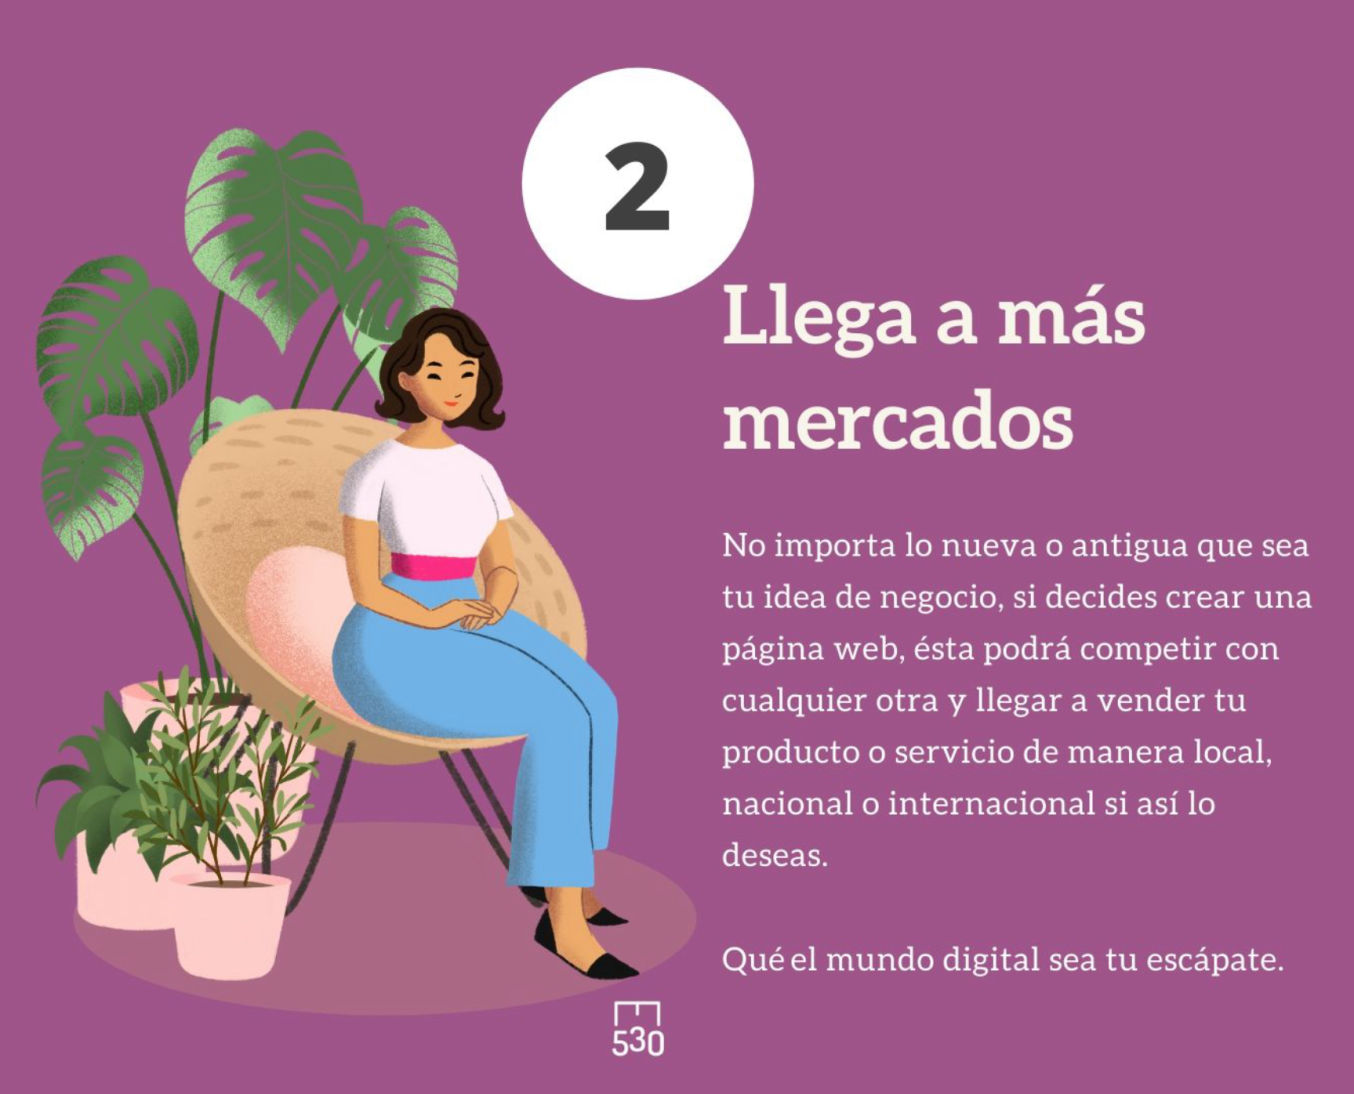 2
Llega a más
mercados
No importa lo nueva o antigua que sea
tu idea de negocio, si decides crear una
página web, ésta podrá competir con
cualquier otra y llegar a vender tu
producto o servicio de manera local,
nacional o internacional si así lo
deseas.
Qué el mundo digital sea tu escápate.
530